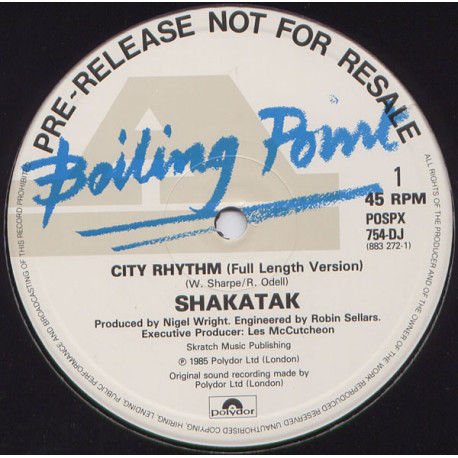 PRE-RELEASE NOT FOR RESALE
A
Boiling Point
1
45 RPM
POSPX
754-DJ
(883 272-1)
CITY RHYTHM (Full Length Version)
(W. Sharpe/R. Odell)
SHAKATAK
Produced by Nigel Wright. Engineered by Robin Sellars.
Executive Producer: Les McCutcheon
Skratch Music Publishing
℗ 1985 Polydor Ltd (London)
Original sound recording made by
Polydor Ltd (London)
polydor
ALL RIGHTS OF THE PRODUCER AND OF THE OWNER OF THE WORK REPRODUCED RESERVED. UNAUTHORISED COPYING, HIRING, LENDING, PUBLIC PERFORMANCE AND BROADCASTING OF THIS RECORD PROHIBITED